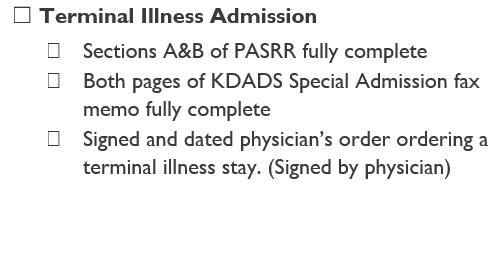 ☐ Terminal Illness Admission
☐ Sections A&B of PASRR fully complete
☐ Both pages of KDADS Special Admission fax
memo fully complete
☐ Signed and dated physician’s order ordering a
terminal illness stay. (Signed by physician)